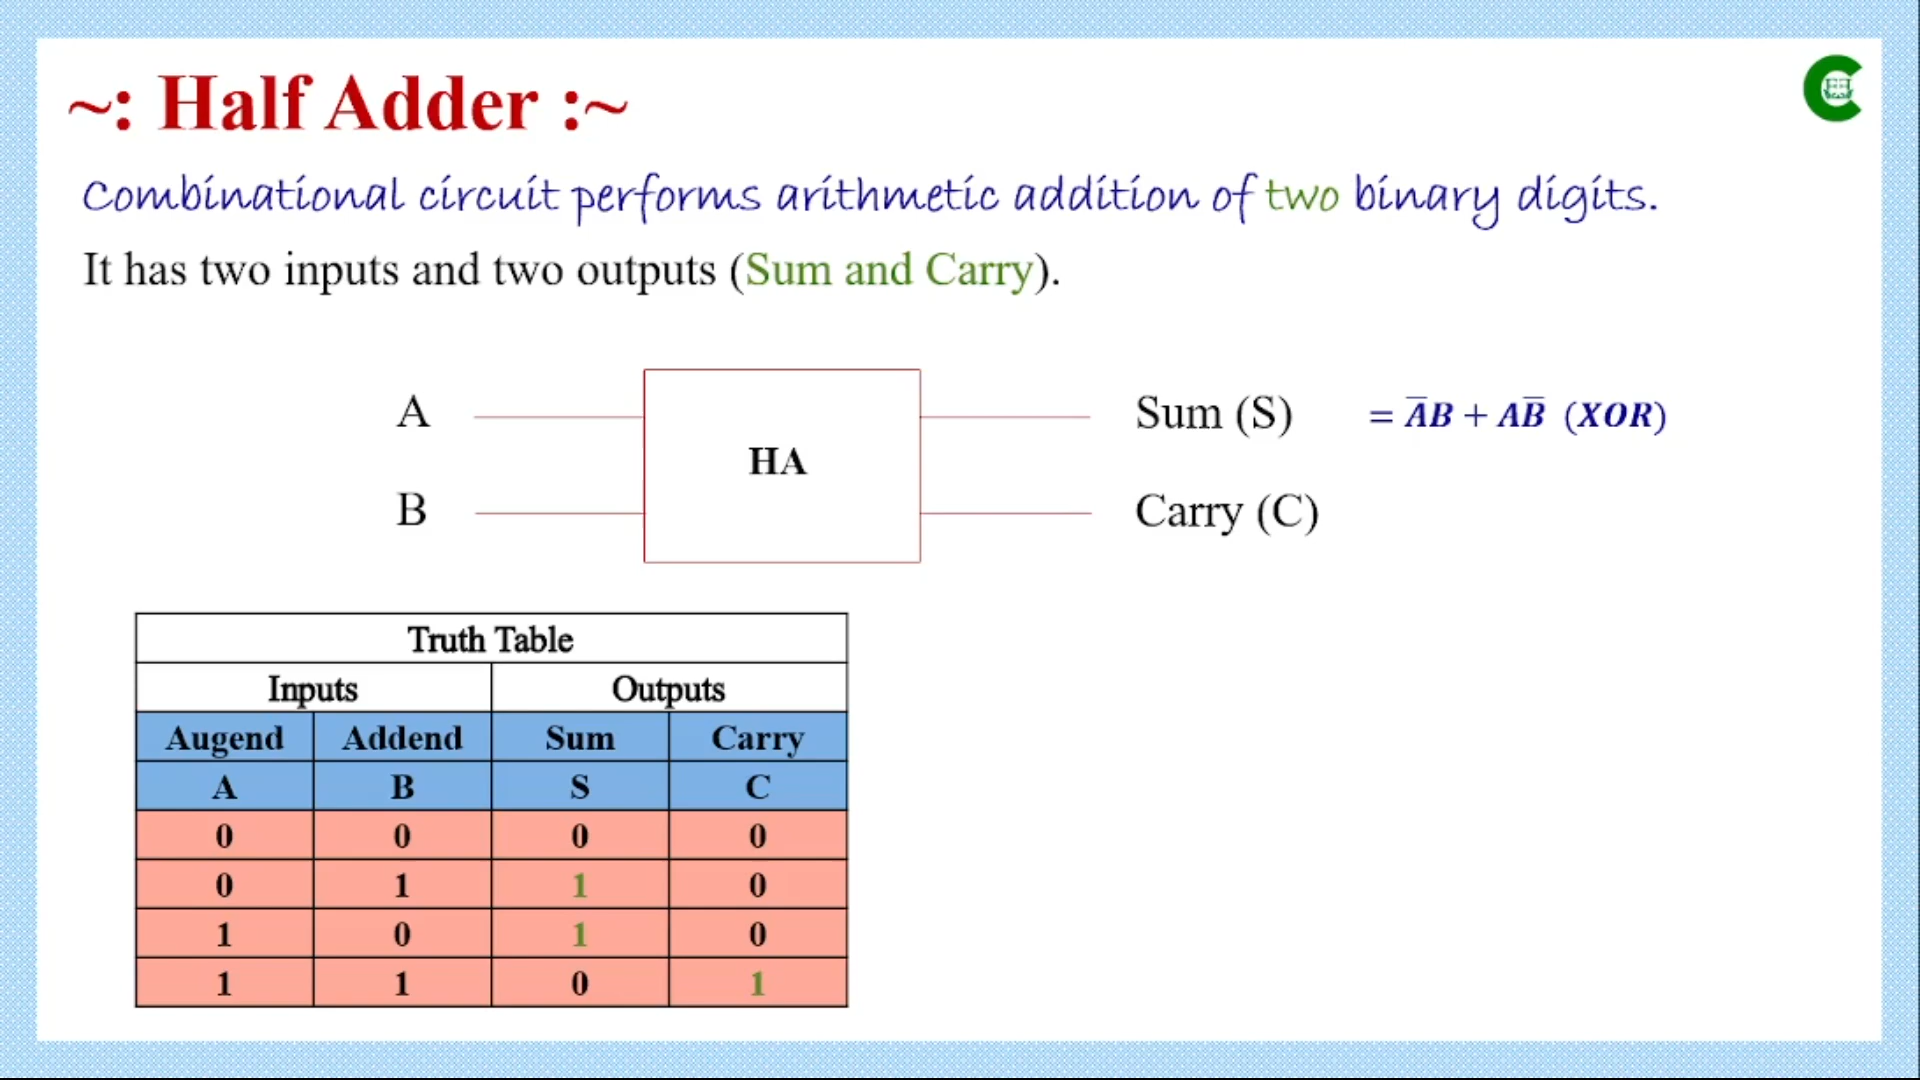 ~: Half Adder :~
Combinational circuit performs arithmetic addition of two binary digits.
It has two inputs and two outputs (Sum and Carry).
A Sum (S) = A̅B + AB̅ (XOR)
HA
B Carry (C)
Truth Table
Inputs Outputs
Augend Addend Sum Carry
A B S C
0 0 0 0
0 1 1 0
1 0 1 0
1 1 0 1